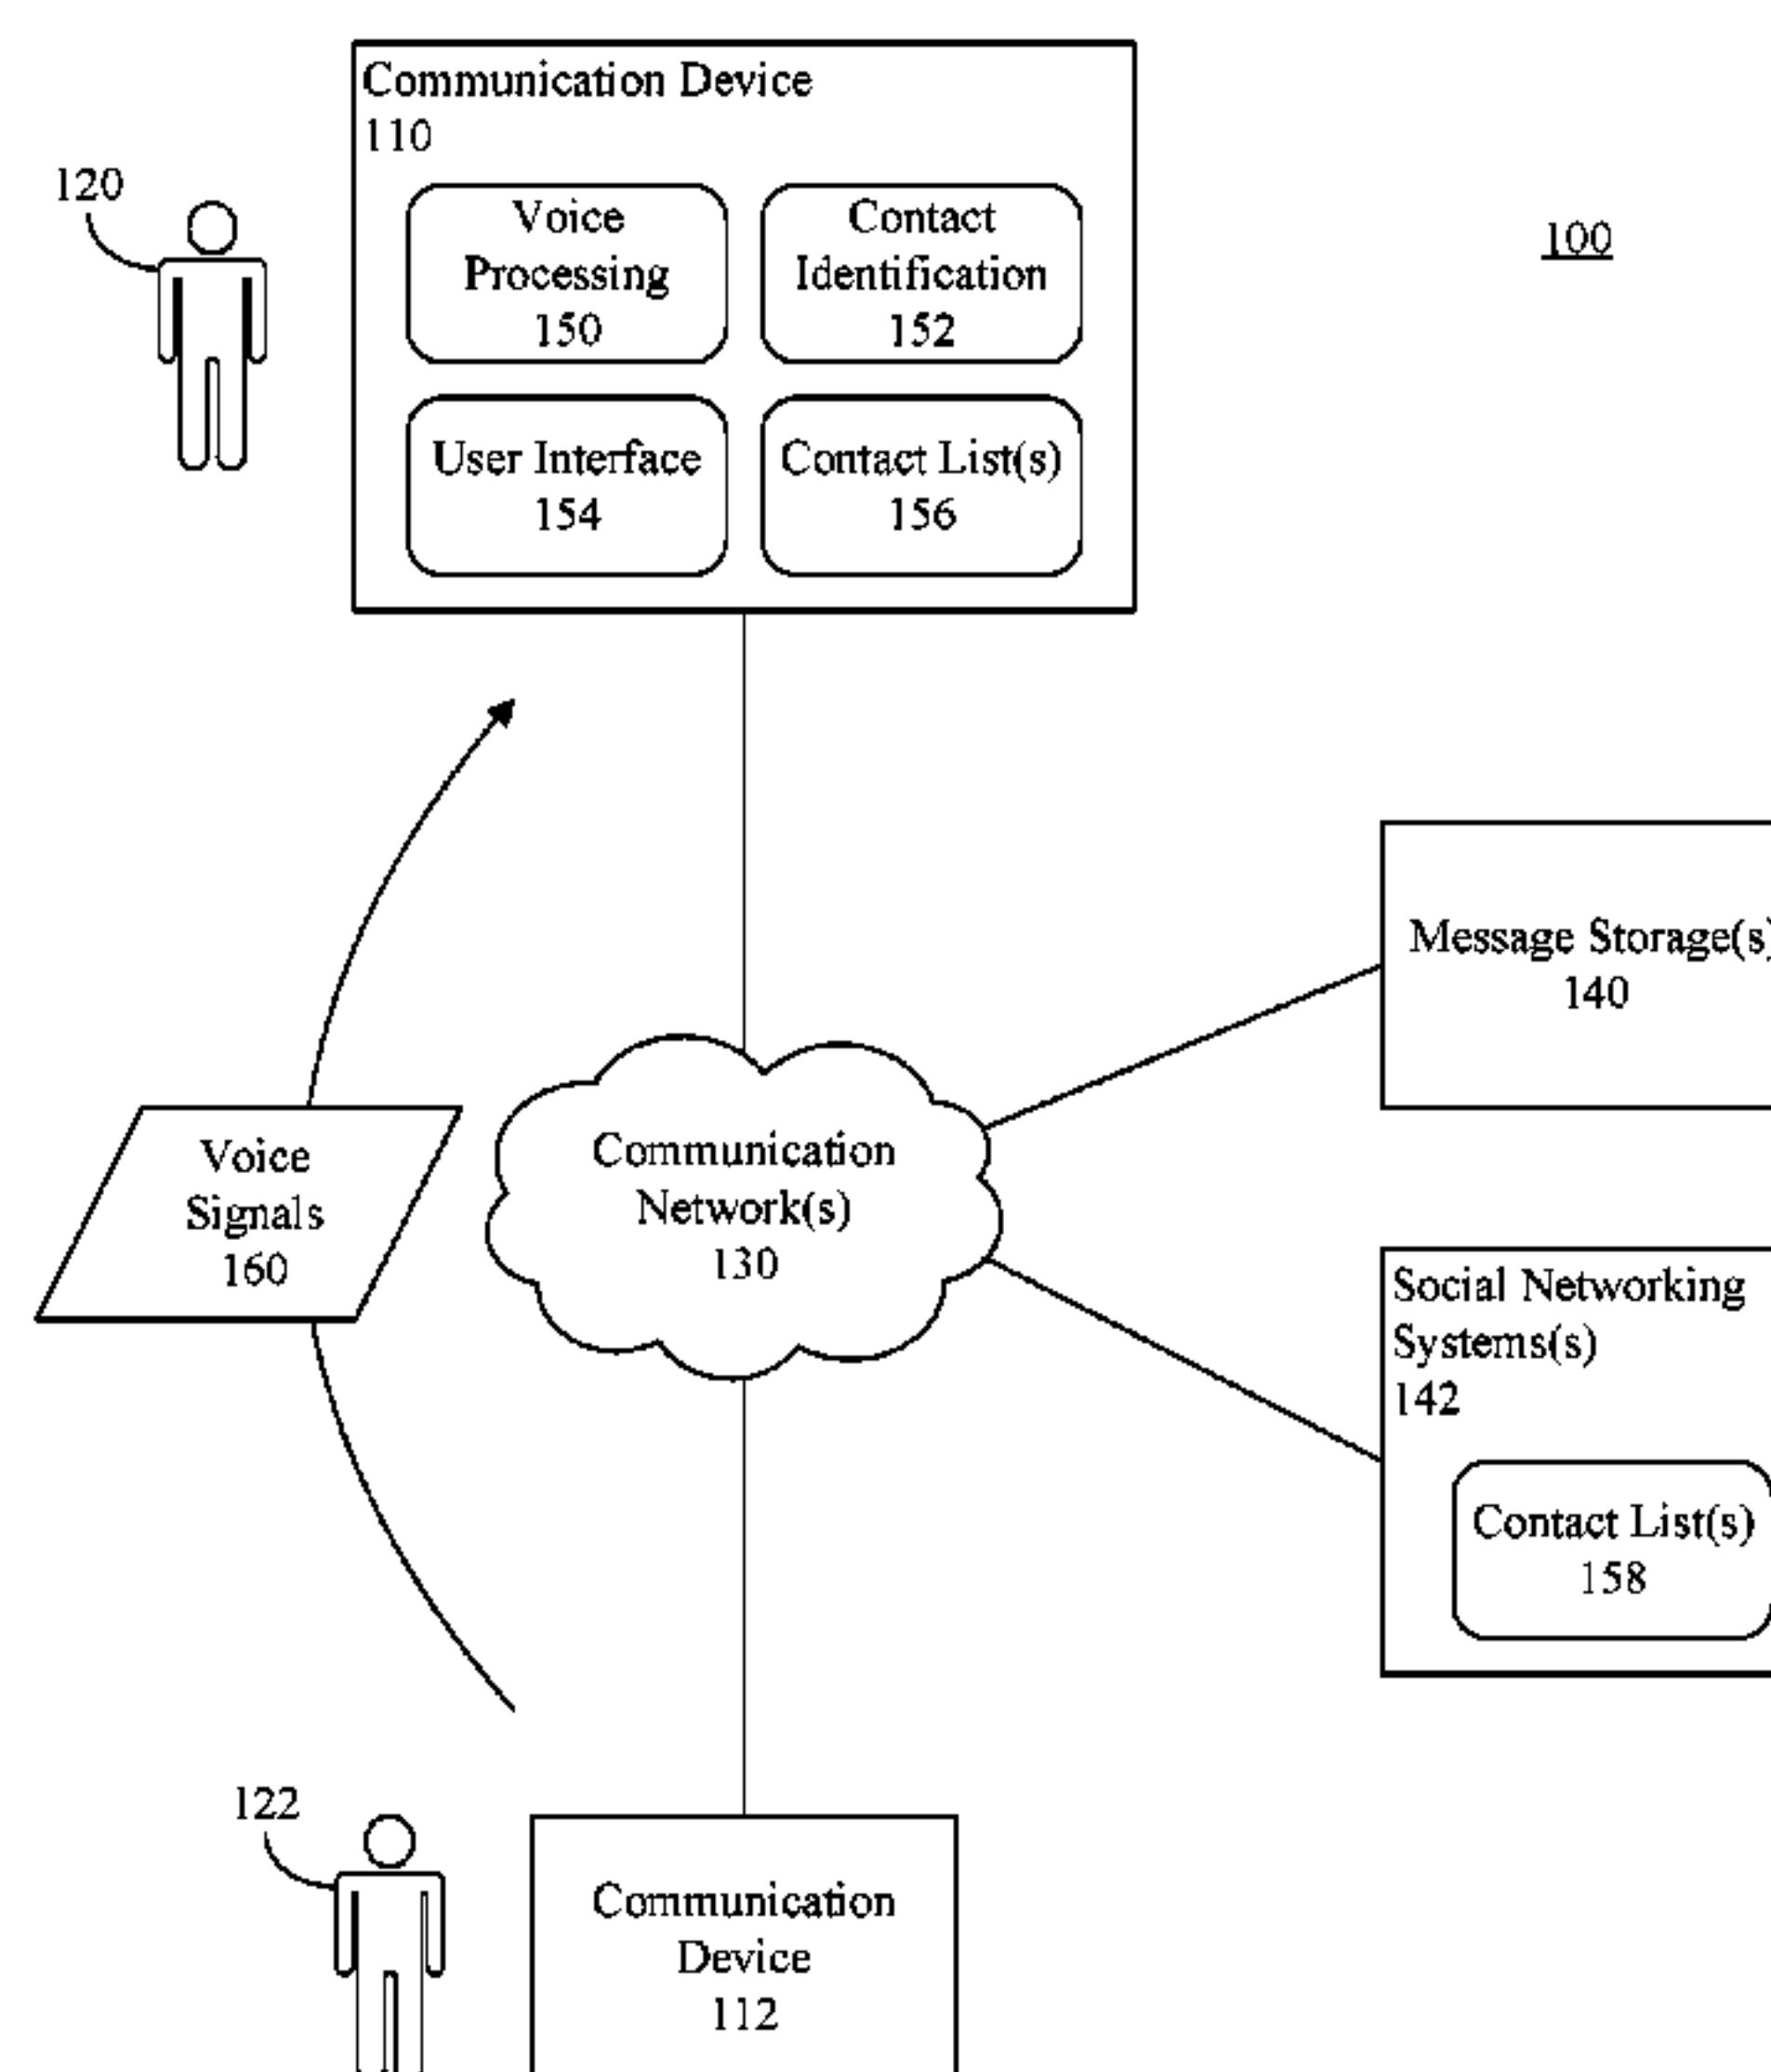 Communication Device
110
120
Voice
Processing
150
Contact
Identification
152
100
User Interface
154
Contact List(s)
156
Message Storage(s)
140
Voice
Signals
160
Communication
Network(s)
130
Social Networking
Systems(s)
142
Contact List(s)
158
122
Communication
Device
112